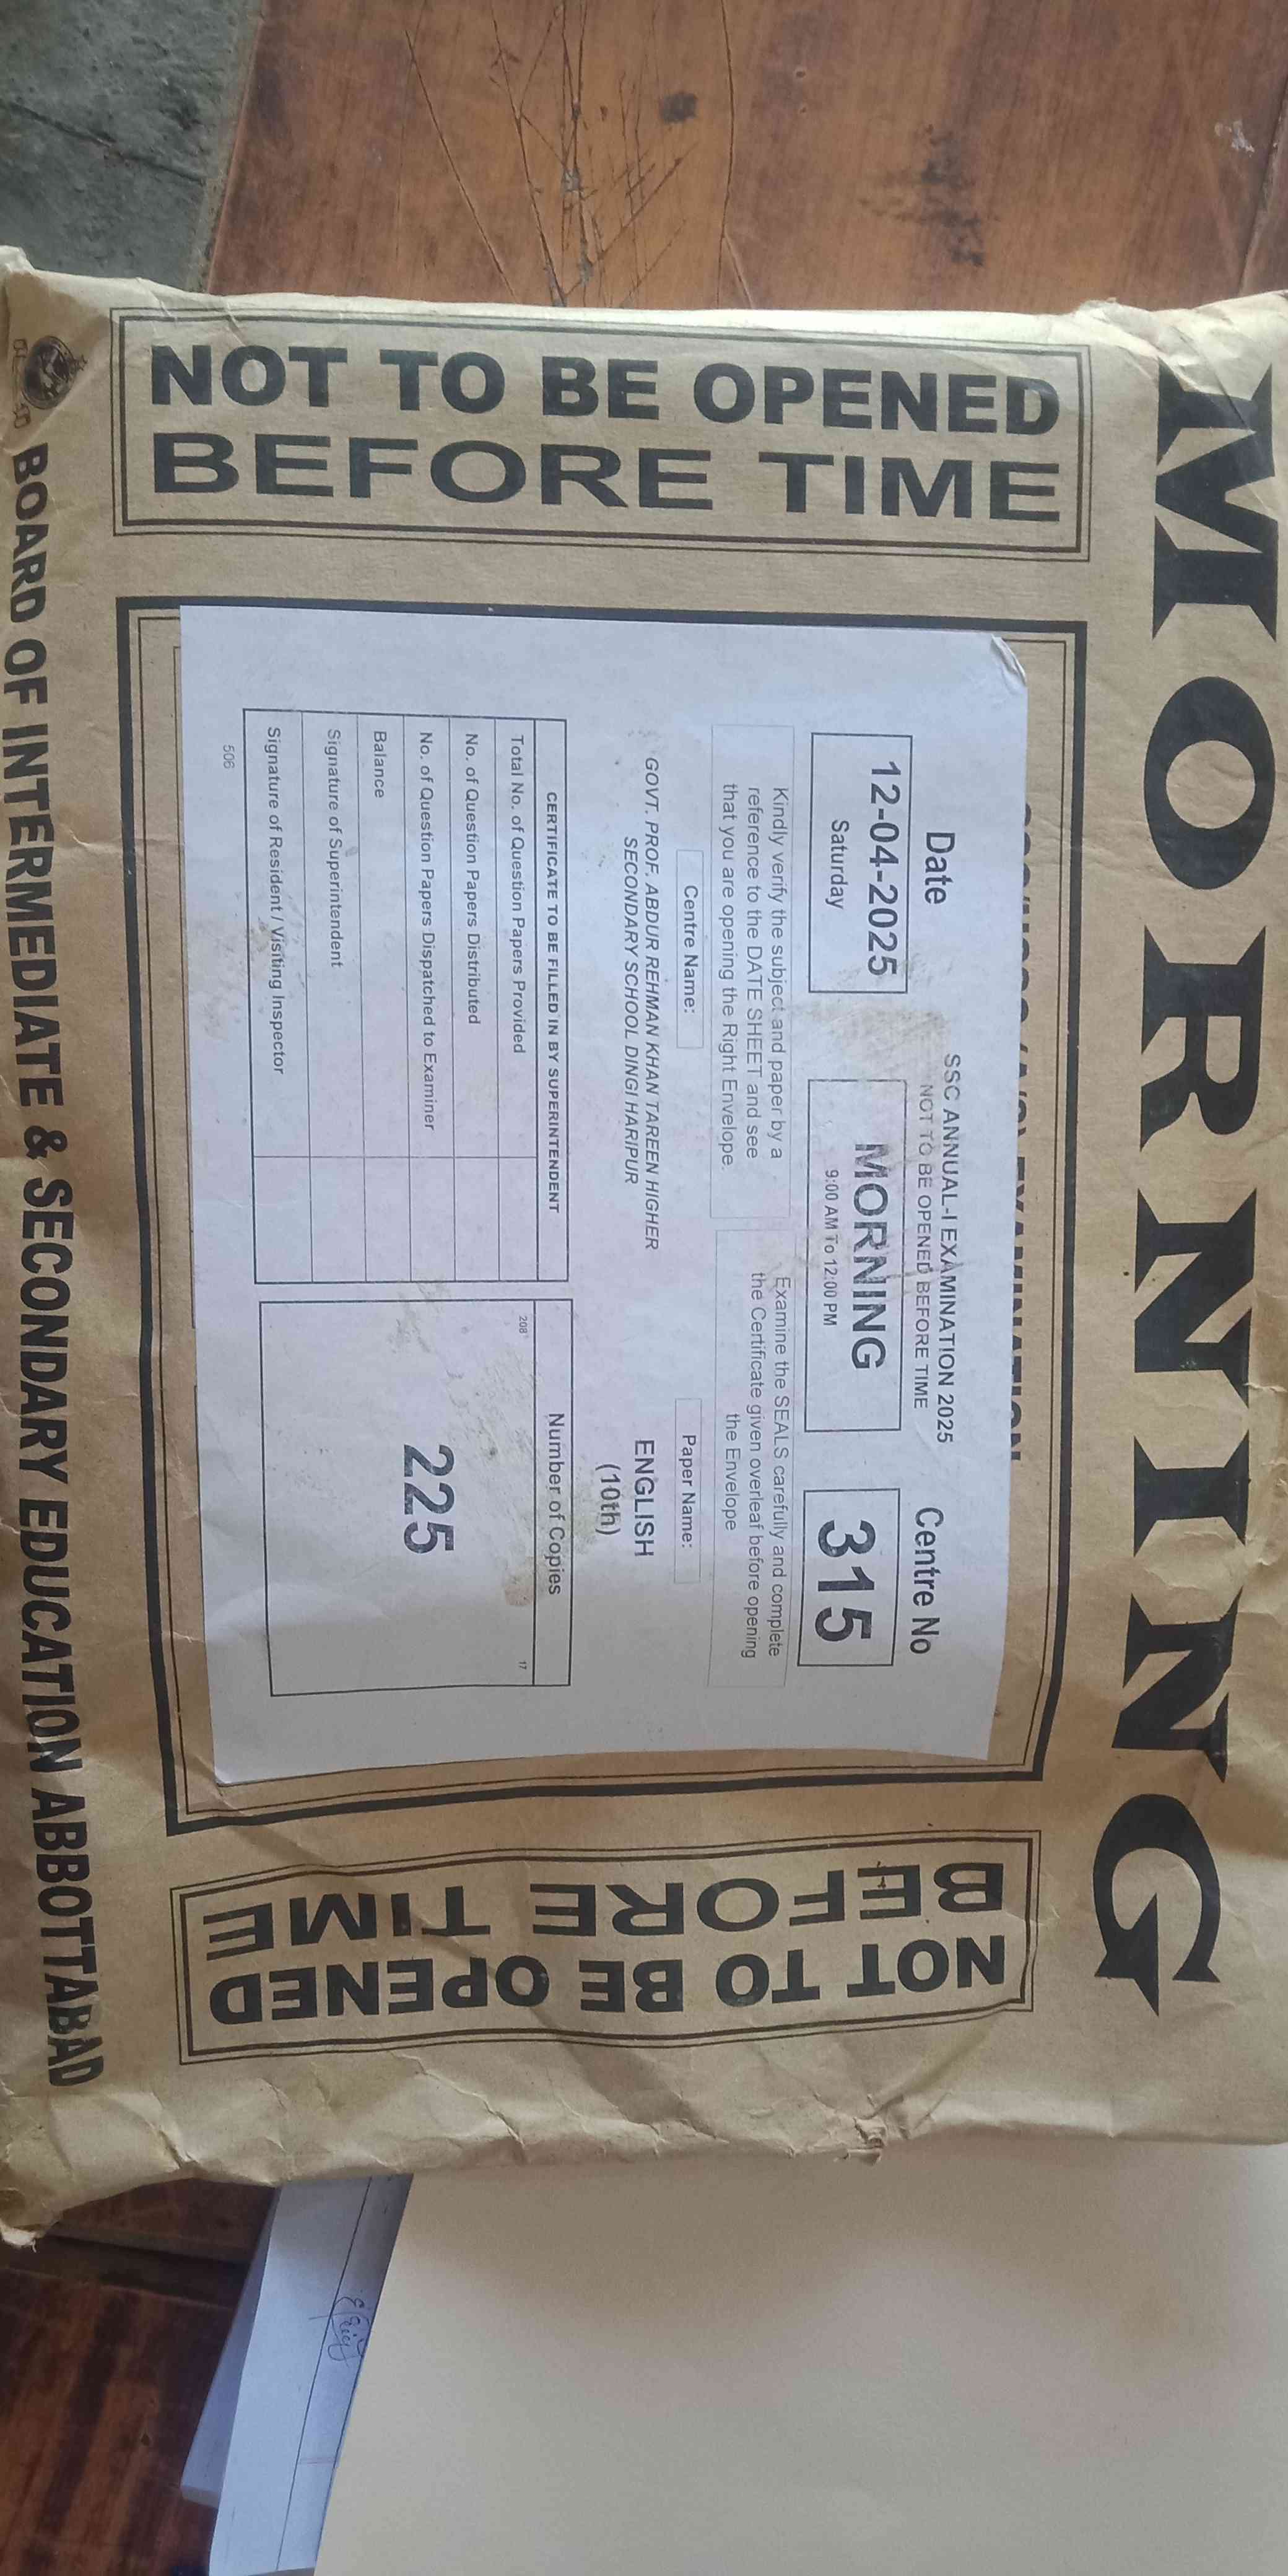 MORNING
NOT TO BE OPENED
BEFORE TIME
SSC ANNUAL-I EXAMINATION 2025
NOT TO BE OPENED BEFORE TIME
Date
12-04-2025
Saturday
MORNING
9:00 AM To 12:00 PM
Centre No
315
Kindly verify the subject and paper by a
reference to the DATE SHEET and see
that you are opening the Right Envelope.
Examine the SEALS carefully and complete
the Certificate given overleaf before opening
the Envelope
Centre Name:
GOVT. PROF. ABDUR REHMAN KHAN TAREEN HIGHER
SECONDARY SCHOOL DINGI HARIPUR
Paper Name:
ENGLISH
(10th)
CERTIFICATE TO BE FILLED IN BY SUPERINTENDENT
Total No. of Question Papers Provided
No. of Question Papers Distributed
No. of Question Papers Dispatched to Examiner
Balance
Signature of Superintendent
Signature of Resident / Visiting Inspector
506
Number of Copies
208
17
225
NOT TO BE OPENED
BEFORE TIME
BOARD OF INTERMEDIATE & SECONDARY EDUCATION ABBOTTABAD